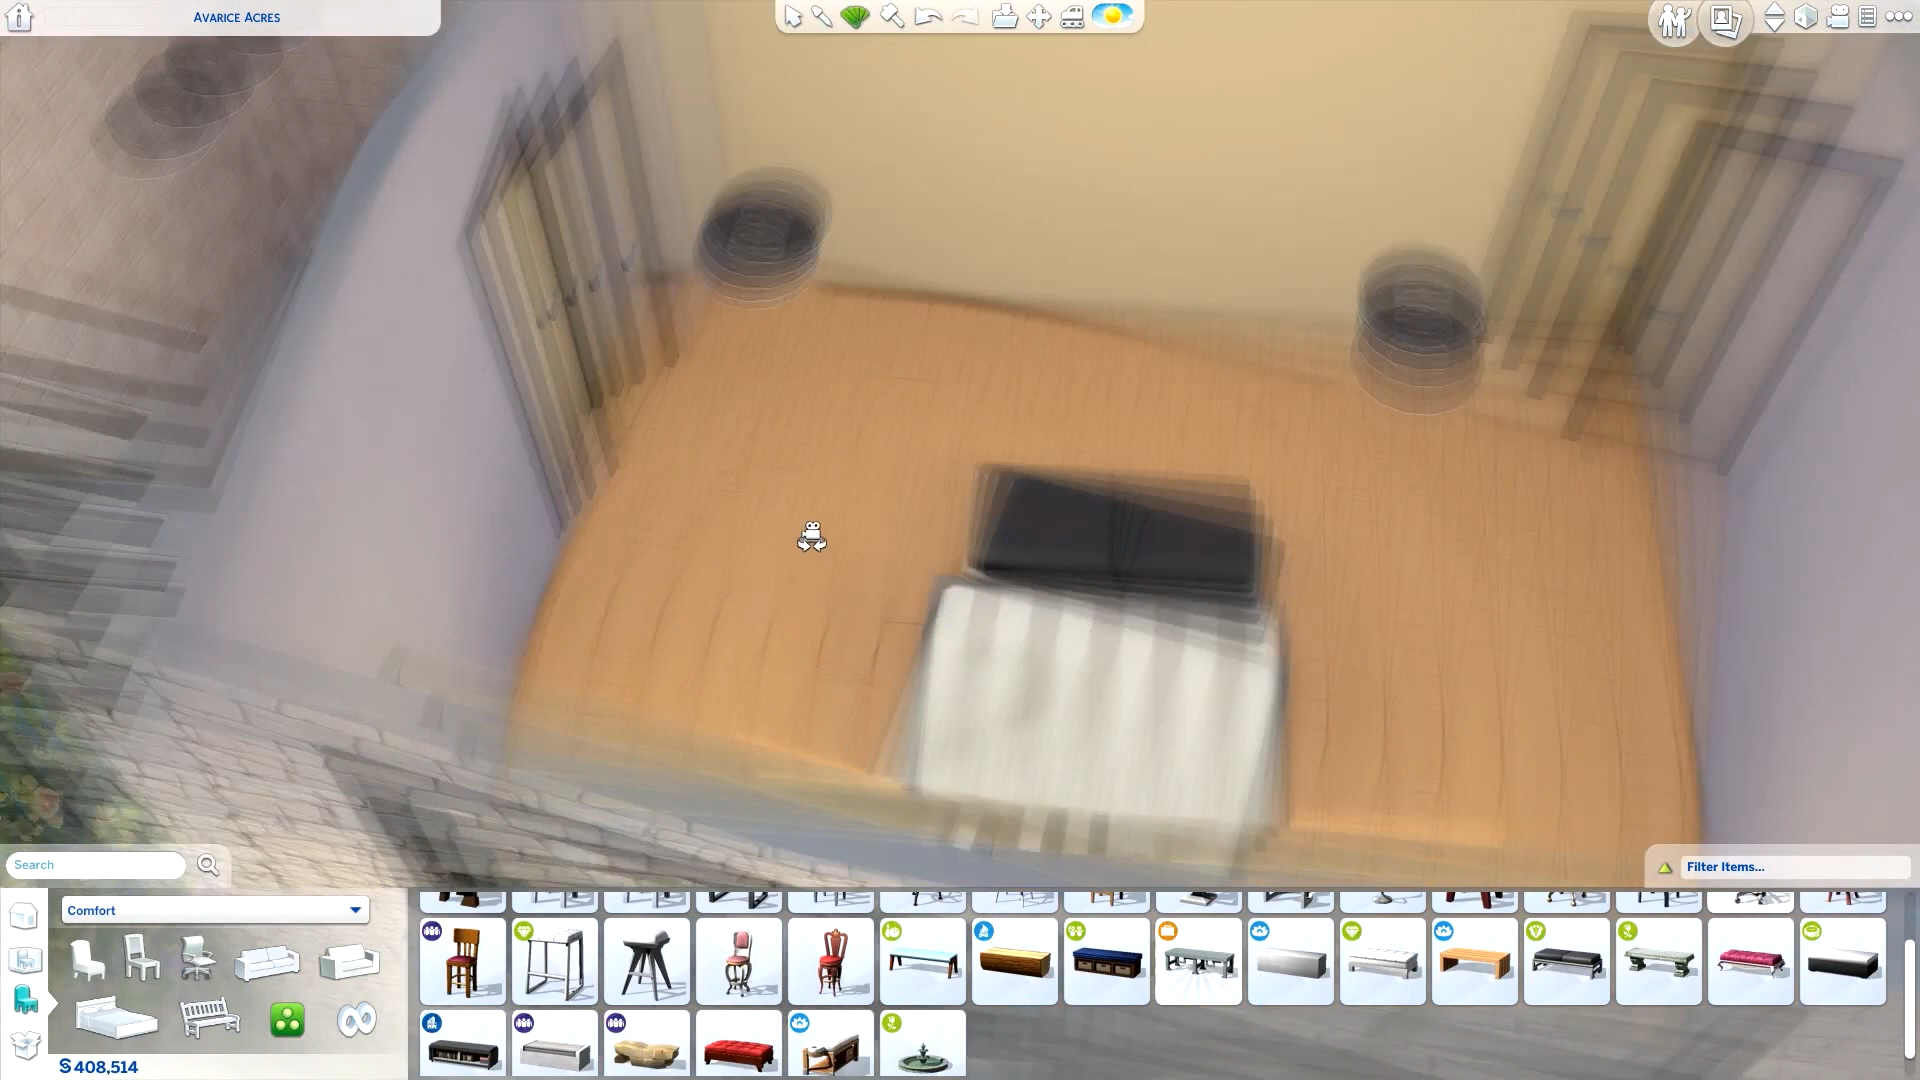 AVARICE ACRES
Search
Filter Items...
Comfort
§408,514